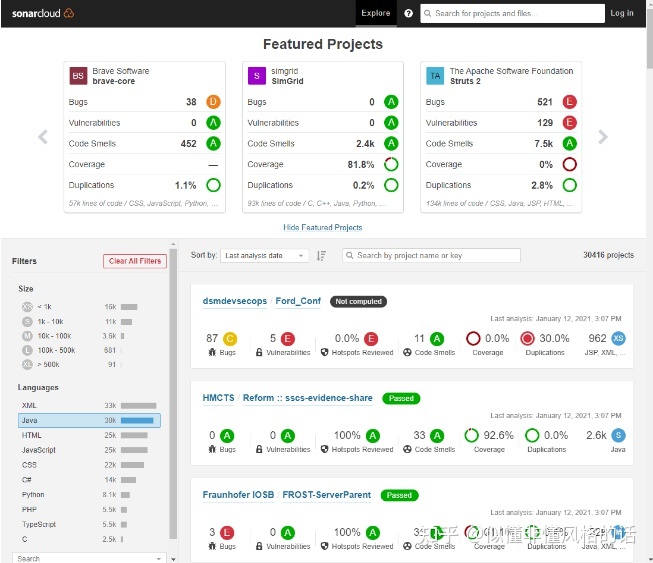 sonarcloud
Explore
Search for projects and files...
Log in
Featured Projects
BS Brave Software
brave-core
Bugs 38 D
Vulnerabilities 0 A
Code Smells 452 A
Coverage —
Duplications 1.1%
57k lines of code / CSS, JavaScript, Python, ...
S simgrid
SimGrid
Bugs 0 A
Vulnerabilities 0 A
Code Smells 2.4k A
Coverage 81.8%
Duplications 0.2%
93k lines of code / C, C++, Java, Python, ...
TA The Apache Software Foundation
Struts 2
Bugs 521 E
Vulnerabilities 129 E
Code Smells 7.5k A
Coverage 0%
Duplications 2.8%
134k lines of code / CSS, Java, JSP, HTML, ...
Hide Featured Projects
Filters
Clear All Filters
Size
XS < 1k 16k
S 1k - 10k 11k
M 10k - 100k 3.6k
L 100k - 500k 681
XL > 500k 91
Languages
XML 33k
Java 30k
HTML 25k
JavaScript 25k
CSS 22k
C# 14k
Python 8.1k
PHP 5.5k
TypeScript 5.5k
C 2.5k
Search
Sort by: Last analysis date
Search by project name or key
30416 projects
dsmdevsecops / Ford_Conf Not computed
Last analysis: January 12, 2021, 3:07 PM
87 C 5 E 0.0% E 11 A 0.0% 30.0% 962 XS
Bugs Vulnerabilities Hotspots Reviewed Code Smells Coverage Duplications JSP, XML, ...
HMCTS / Reform :: sscs-evidence-share Passed
Last analysis: January 12, 2021, 3:07 PM
0 A 0 A 100% A 33 A 92.6% 0.0% 2.6k S
Bugs Vulnerabilities Hotspots Reviewed Code Smells Coverage Duplications Java
Fraunhofer IOSB / FROST-ServerParent Passed
Last analysis: January 12, 2021, 3:07 PM
3 E 0 A 100% A
Bugs Vulnerabilities Hotspots Reviewed Code Smells Coverage Duplications
知乎 @似懂非懂风格的话